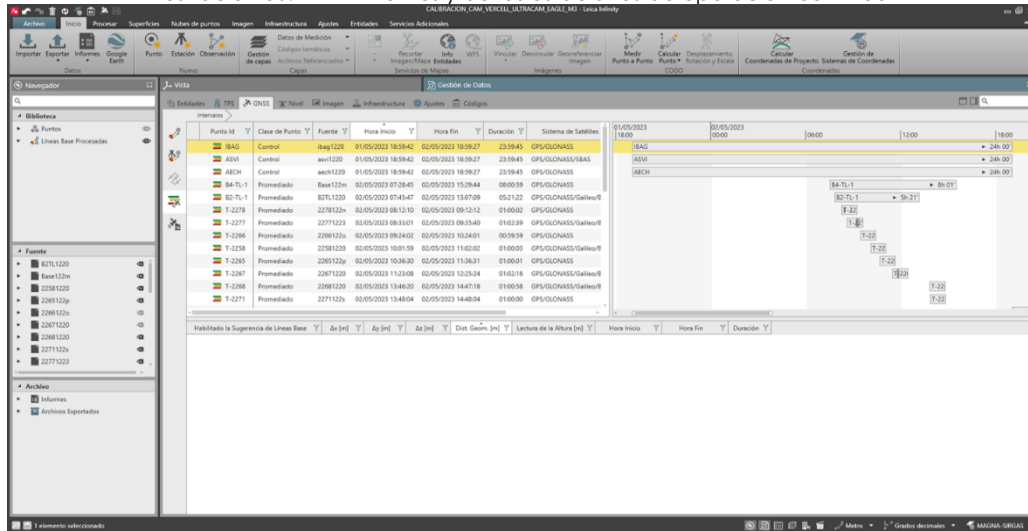 CALIBRACION_CAM_VEXCELL_ULTRACAM_EAGLE_M3 - Leica Infinity
Archivo Inicio Procesar Superficies Nubes de puntos Imagen Infraestructura Ajustes Entidades Servicios Adicionales
Importar Exportar Informes Google Earth
Punto Estación Observación
Gestión de capas
Datos de Medición
Códigos temáticos
Archivos Referenciados
Recortar Imagen/Mapa
Info Entidades
WFS
Vincular Desvincular Georreferenciar Imagen
Medir Punto a Punto
Calcular Punto
Desplazamiento, Rotación y Escala
Calcular Coordenadas de Proyecto
Gestión de Sistemas de Coordenadas
Datos Nuevo Capas Servicios de Mapas Imágenes COGO Coordenadas
Navegador
Vista
Gestión de Datos
Entidades TPS GNSS Nivel Imagen Infraestructura Ajustes Códigos
Intervalos
Biblioteca
Puntos
Líneas Base Procesadas
Punto Id Clase de Punto Fuente Hora Inicio Hora Fin Duración Sistema de Satélites
IBAG Control ibag1220 01/05/2023 18:59:42 02/05/2023 18:59:27 23:59:45 GPS/GLONASS
ASVI Control asvi1220 01/05/2023 18:59:42 02/05/2023 18:59:27 23:59:45 GPS/GLONASS/SBAS
AECH Control aech1220 01/05/2023 18:59:42 02/05/2023 18:59:27 23:59:45 GPS/GLONASS
B4-TL-1 Promediado Base122m 02/05/2023 07:28:45 02/05/2023 15:29:44 08:00:59 GPS/GLONASS
B2-TL-1 Promediado B2TL1220 02/05/2023 07:45:47 02/05/2023 13:07:09 05:21:22 GPS/GLONASS/Galileo/B
T-2278 Promediado 2278122n 02/05/2023 08:12:10 02/05/2023 09:12:12 01:00:02 GPS/GLONASS
T-2277 Promediado 22771223 02/05/2023 08:33:01 02/05/2023 09:35:40 01:02:39 GPS/GLONASS/Galileo/B
T-2266 Promediado 2266122o 02/05/2023 09:24:02 02/05/2023 10:24:01 00:59:59 GPS/GLONASS
T-2258 Promediado 22581220 02/05/2023 10:01:59 02/05/2023 11:02:02 01:00:03 GPS/GLONASS/Galileo/B
T-2265 Promediado 2265122p 02/05/2023 10:36:30 02/05/2023 11:36:31 01:00:01 GPS/GLONASS
T-2267 Promediado 22671220 02/05/2023 11:23:08 02/05/2023 12:25:24 01:02:16 GPS/GLONASS/Galileo/B
T-2268 Promediado 22681220 02/05/2023 13:46:20 02/05/2023 14:47:18 01:00:58 GPS/GLONASS/Galileo/B
T-2271 Promediado 2271122s 02/05/2023 13:48:04 02/05/2023 14:48:04 01:00:00 GPS/GLONASS
01/05/2023 02/05/2023
18:00 00:00 06:00 12:00 18:00
IBAG 24h 00'
ASVI 24h 00'
AECH 24h 00'
B4-TL-1 8h 01'
B2-TL-1 5h 21'
T-22
T-22
T-22
T-22
T-22
T-22
T-22
Fuente
B2TL1220
Base122m
22581220
2265122p
2266122o
22671220
22681220
2271122s
22771223
Habilitado la Sugerencia de Líneas Base Δx [m] Δy [m] Δz [m] Dist. Geom. [m] Lectura de la Altura [m] Hora Inicio Hora Fin Duración
Archivo
Informes
Archivos Exportados
1 elemento seleccionado
Metro Grados decimales MAGNA-SIRGAS